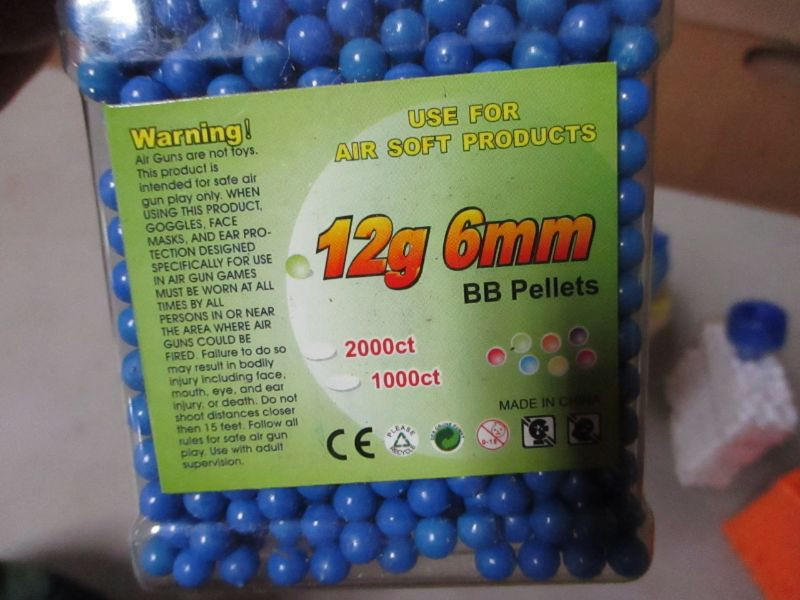 Warning!
Air Guns are not toys.
This product is
intended for safe air
gun play only. WHEN
USING THIS PRODUCT,
GOGGLES, FACE
MASKS, AND EAR PRO-
TECTION DESIGNED
SPECIFICALLY FOR USE
IN AIR GUN GAMES
MUST BE WORN AT ALL
TIMES BY ALL
PERSONS IN OR NEAR
THE AREA WHERE AIR
GUNS COULD BE
FIRED. Failure to do so
may result in bodily
injury including face,
mouth, eye, and ear
injury, or death. Do not
shoot distances closer
then 15 feet. Follow all
rules for safe air gun
play. Use with adult
supervision.
USE FOR
AIR SOFT PRODUCTS
12g 6mm
BB Pellets
2000ct
1000ct
MADE IN CHINA
CE
PLEASE
RECYCLE
0-18